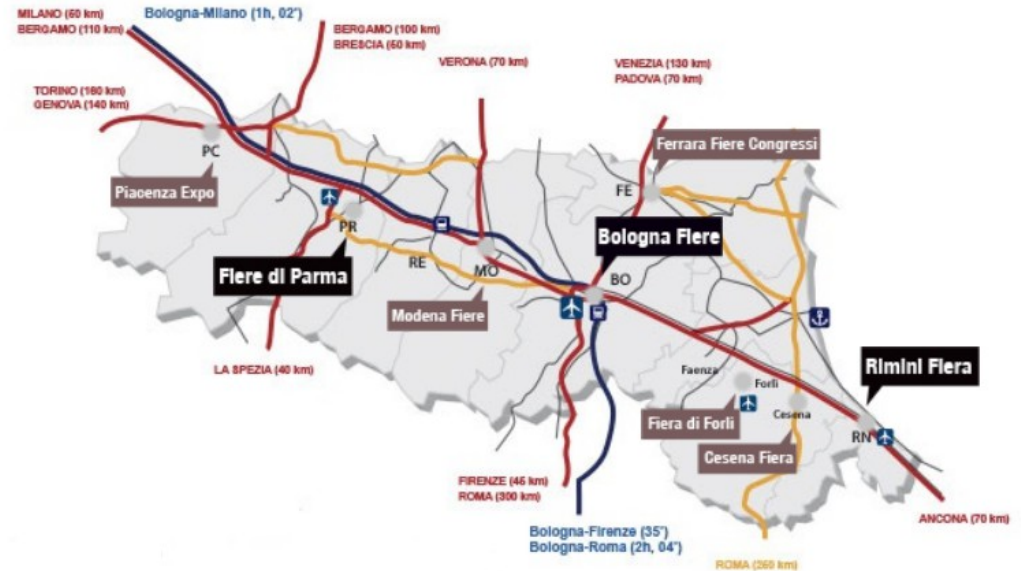 MILANO (60 km)
BERGAMO (110 km)
Bologna-Milano (1h, 02")
BERGAMO (100 km)
BRESCIA (50 km)
VERONA (70 km)
VENEZIA (130 km)
PADOVA (70 km)
TORINO (160 km)
GENOVA (140 km)
PC
Piacenza Expo
Ferrara Fiere Congressi
FE
PR
Fiere di Parma
RE
MO
Modena Fiere
Bologna Fiere
BO
LA SPEZIA (40 km)
Faenza
Forlì
Fiera di Forlì
Cesena
Cesena Fiera
Rimini Fiera
RN
FIRENZE (45 km)
ROMA (300 km)
Bologna-Firenze (35")
Bologna-Roma (2h, 04")
ANCONA (70 km)
ROMA (260 km)